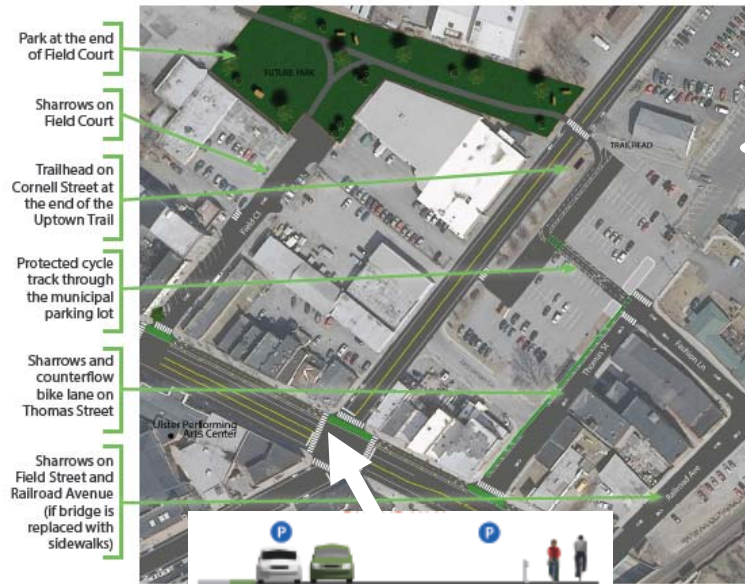 Park at the end
of Field Court
Sharrows on
Field Court
Trailhead on
Cornell Street at
the end of the
Uptown Trail
Protected cycle
track through
the municipal
parking lot
Sharrows and
counterflow
bike lane on
Thomas Street
Sharrows on
Field Street and
Railroad Avenue
(if bridge is
replaced with
sidewalks)
FUTURE PARK
TRAIL HEAD
Field Ct
Thomas St
Fashion Ln
Ulster Performing
Arts Center
Railroad Ave
P
P